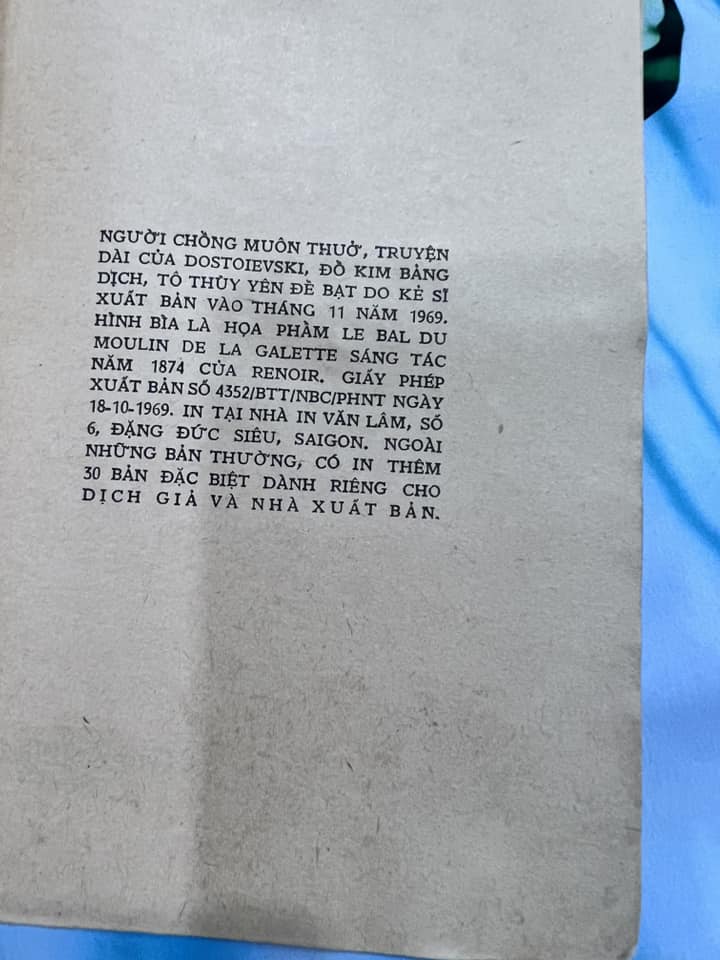 NGƯỜI CHỒNG MUÔN THUỞ, TRUYỆN
DÀI CỦA DOSTOIEVSKI, ĐỒ KIM BẢNG
DỊCH, TÔ THÙY YÊN ĐỀ BẠT DO KẺ SĨ
XUẤT BẢN VÀO THÁNG 11 NĂM 1969.
HÌNH BÌA LÀ HỌA PHẦM LE BAL DU
MOULIN DE LA GALETTE SÁNG TÁC
NĂM 1874 CỦA RENOIR. GIẤY PHÉP
XUẤT BẢN SỐ 4352/BTT/NBC/PHNT NGÀY
18-10-1969. IN TẠI NHÀ IN VĂN LÂM, SỐ
6, ĐẶNG ĐỨC SIÊU, SAIGON. NGOÀI
NHỮNG BẢN THƯỜNG, CÓ IN THÊM
30 BẢN ĐẶC BIỆT DÀNH RIÊNG CHO
DỊCH GIẢ VÀ NHÀ XUẤT BẢN.